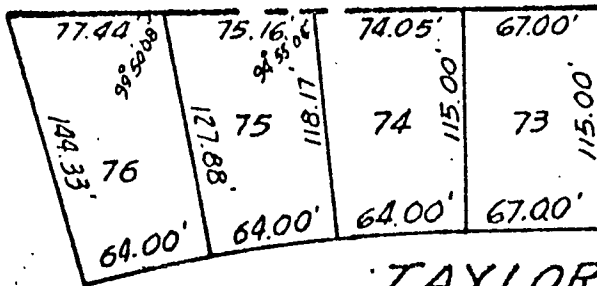 77.44' 75.16' 74.05' 67.00'
99°50'08" 94°55'06"
144.33' 76 127.88' 75 118.17' 74 115.00' 73 115.00'
64.00' 64.00' 64.00' 67.00'
TAYLOR